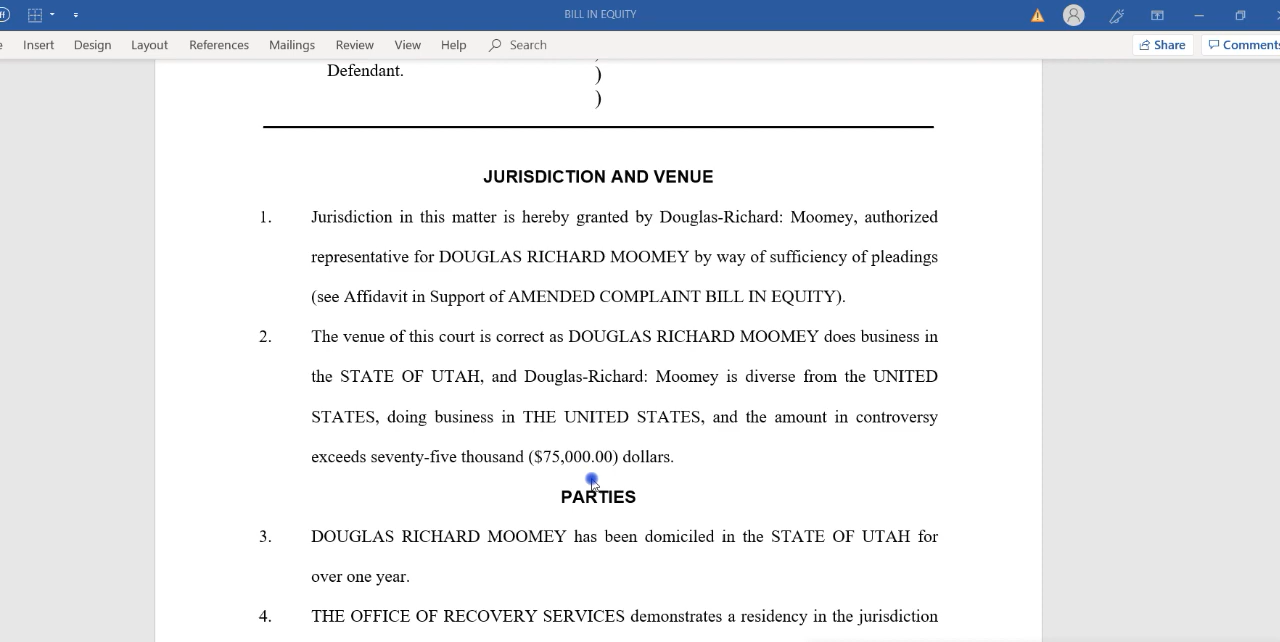 BILL IN EQUITY
Insert Design Layout References Mailings Review View Help Search Share Comments
Defendant. )
)
JURISDICTION AND VENUE
1. Jurisdiction in this matter is hereby granted by Douglas-Richard: Moomey, authorized
representative for DOUGLAS RICHARD MOOMEY by way of sufficiency of pleadings
(see Affidavit in Support of AMENDED COMPLAINT BILL IN EQUITY).
2. The venue of this court is correct as DOUGLAS RICHARD MOOMEY does business in
the STATE OF UTAH, and Douglas-Richard: Moomey is diverse from the UNITED
STATES, doing business in THE UNITED STATES, and the amount in controversy
exceeds seventy-five thousand ($75,000.00) dollars.
PARTIES
3. DOUGLAS RICHARD MOOMEY has been domiciled in the STATE OF UTAH for
over one year.
4. THE OFFICE OF RECOVERY SERVICES demonstrates a residency in the jurisdiction